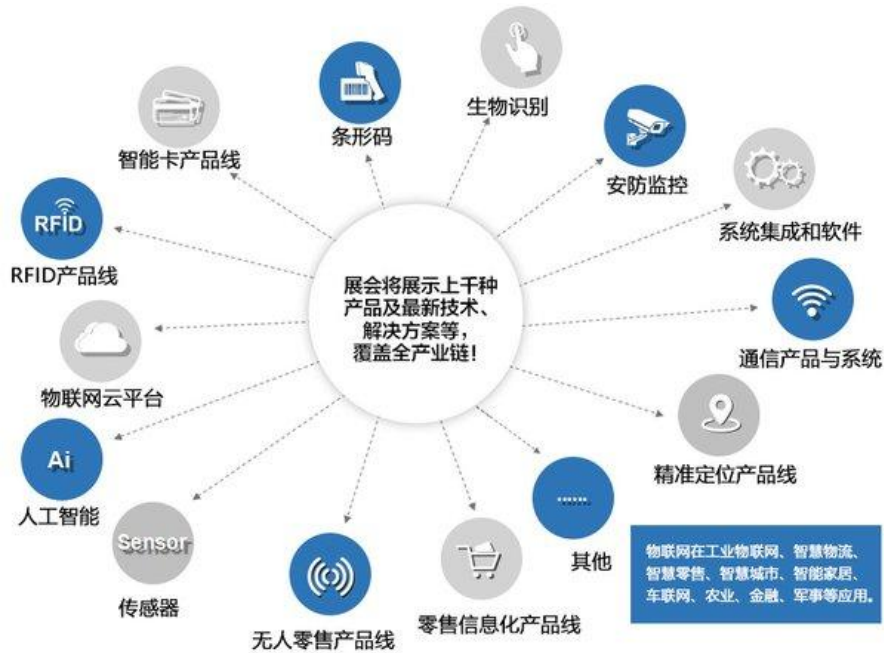 生物识别
条形码
智能卡产品线
安防监控
RFID
RFID产品线
系统集成和软件
展会将展示上千种
产品及最新技术、
解决方案等，
覆盖全产业链！
通信产品与系统
物联网云平台
精准定位产品线
Ai
人工智能
Sensor
传感器
......
其他
无人零售产品线
零售信息化产品线
物联网在工业物联网、智慧物流、
智慧零售、智慧城市、智能家居、
车联网、农业、金融、军事等应用。